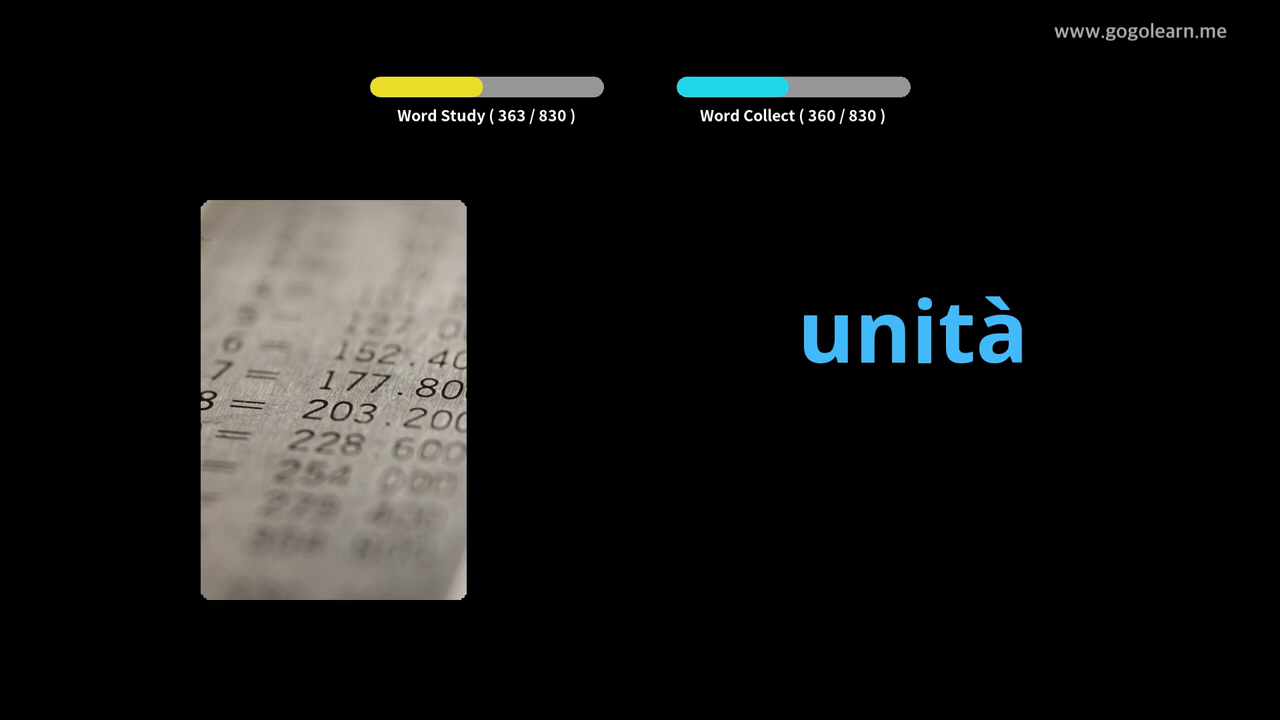 www.gogolearn.me
Word Study ( 363 / 830 )
Word Collect ( 360 / 830 )
unità
6 = 152.40
7 = 177.80
8 = 203.200
= 228.600
= 254